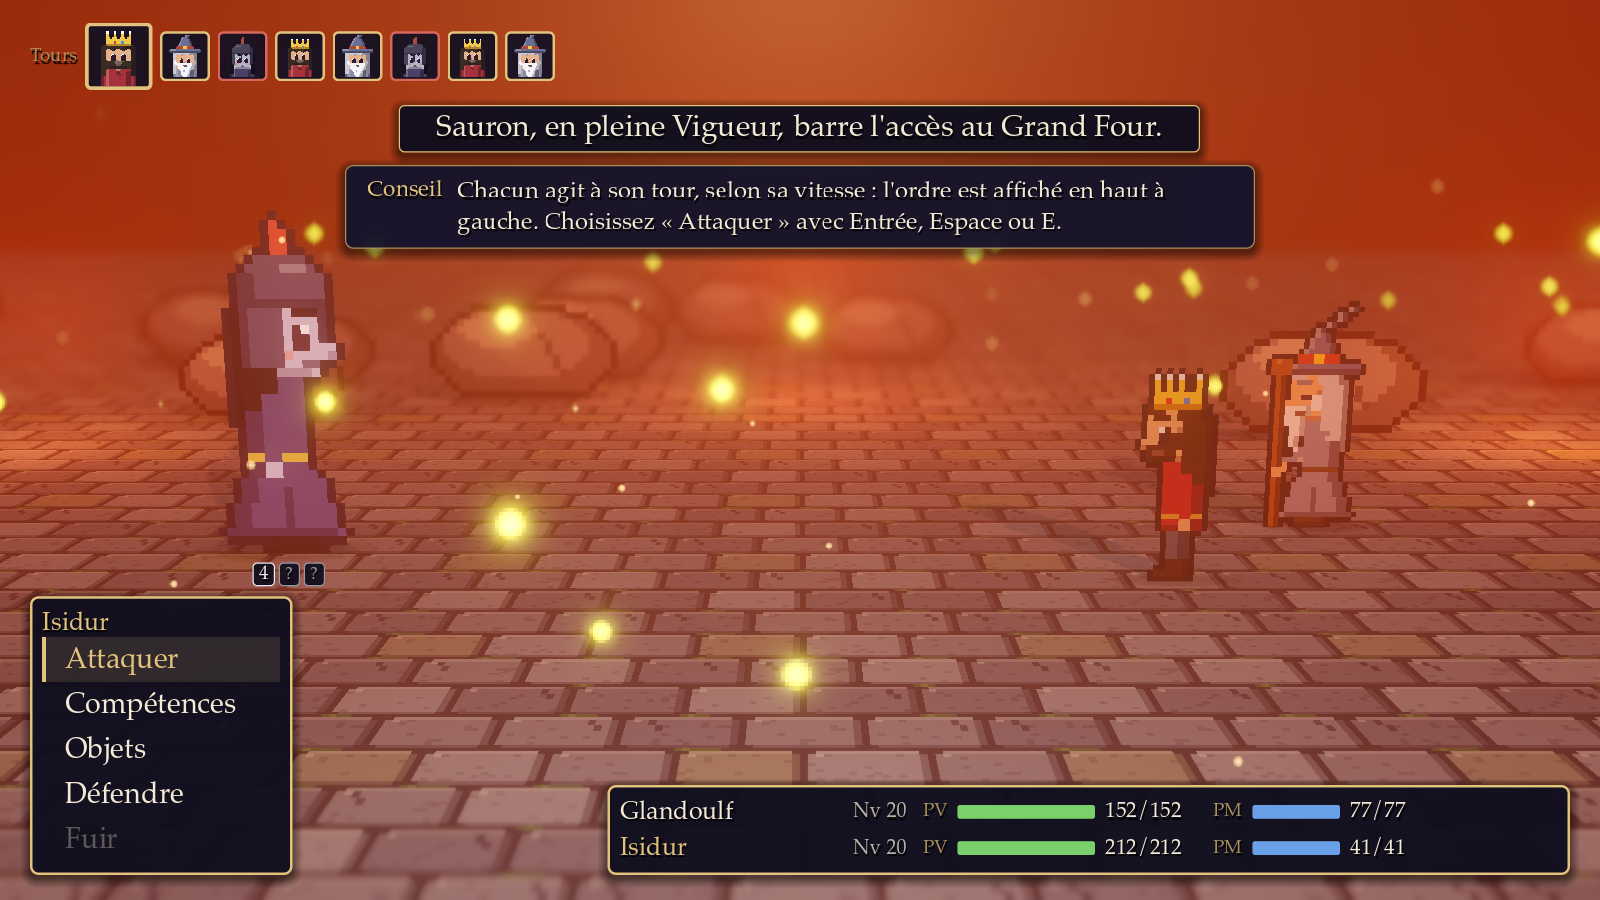 Tours
Sauron, en pleine Vigueur, barre l'accès au Grand Four.
Conseil Chacun agit à son tour, selon sa vitesse : l'ordre est affiché en haut à
gauche. Choisissez « Attaquer » avec Entrée, Espace ou E.
4 ? ?
Isidur
Attaquer
Compétences
Objets
Défendre
Fuir
Glandoulf Nv 20 PV 152/152 PM 77/77
Isidur Nv 20 PV 212/212 PM 41/41